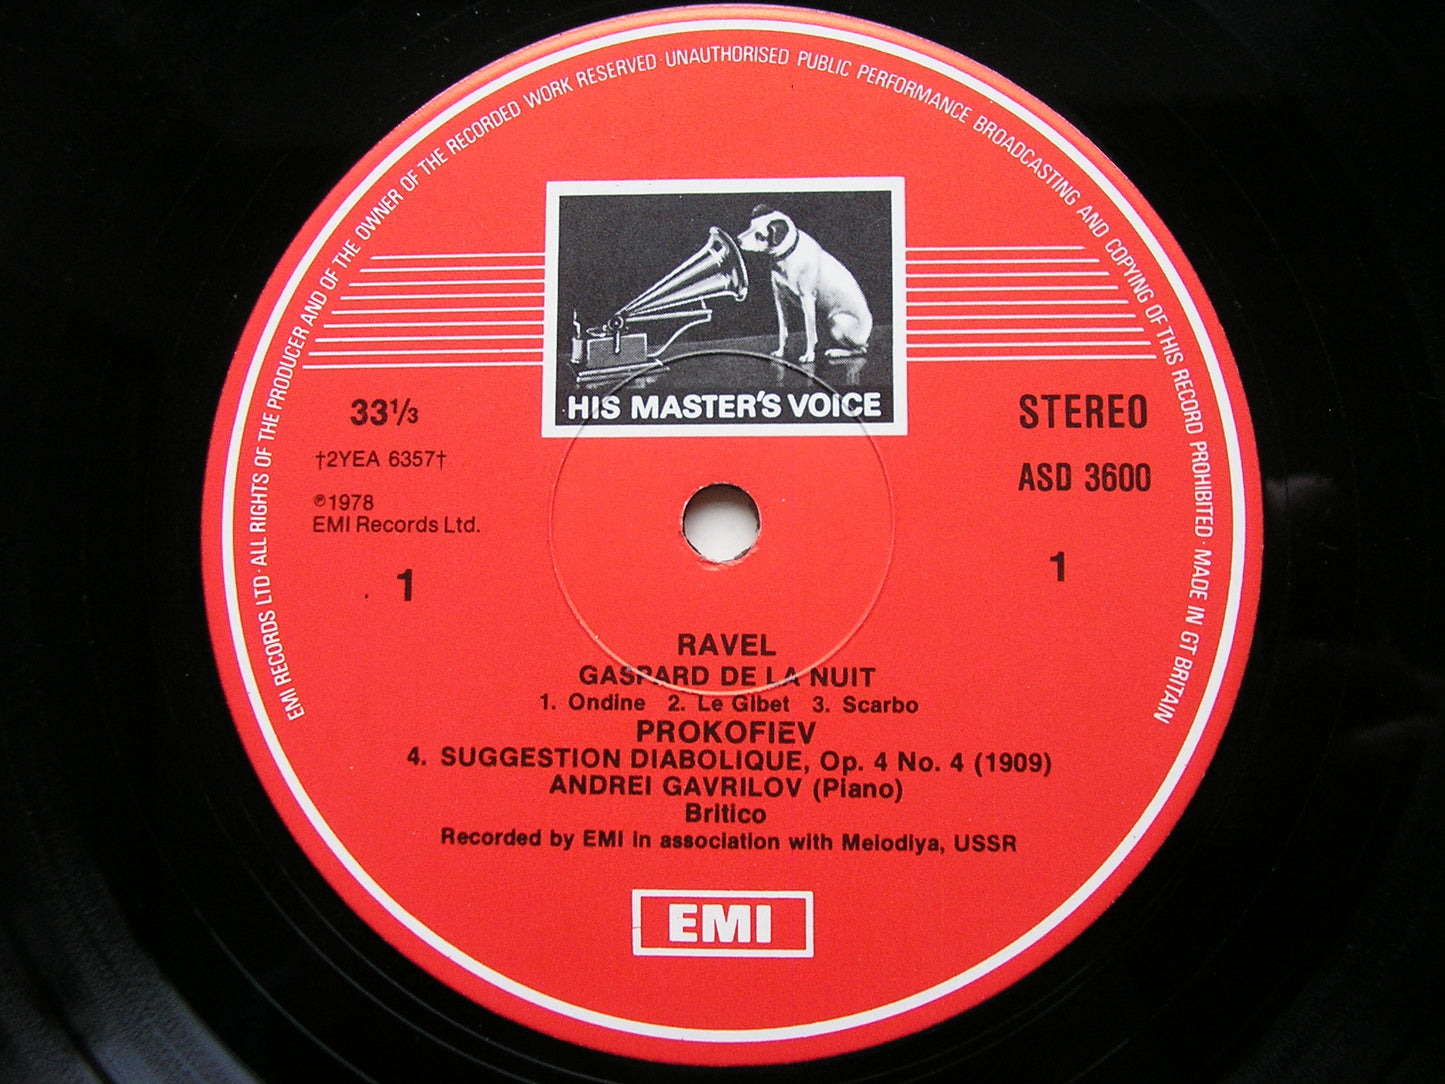 EMI RECORDS LTD · ALL RIGHTS OF THE PRODUCER AND OF THE OWNER OF THE RECORDED WORK RESERVED · UNAUTHORISED PUBLIC PERFORMANCE BROADCASTING AND COPYING OF THIS RECORD PROHIBITED · MADE IN GT BRITAIN
HIS MASTER'S VOICE
33⅓
STEREO
†2YEA 6357†
ASD 3600
℗1978
EMI Records Ltd.
1
1
RAVEL
GASPARD DE LA NUIT
1. Ondine 2. Le Gibet 3. Scarbo
PROKOFIEV
4. SUGGESTION DIABOLIQUE, Op. 4 No. 4 (1909)
ANDREI GAVRILOV (Piano)
Britico
Recorded by EMI in association with Melodiya, USSR
EMI